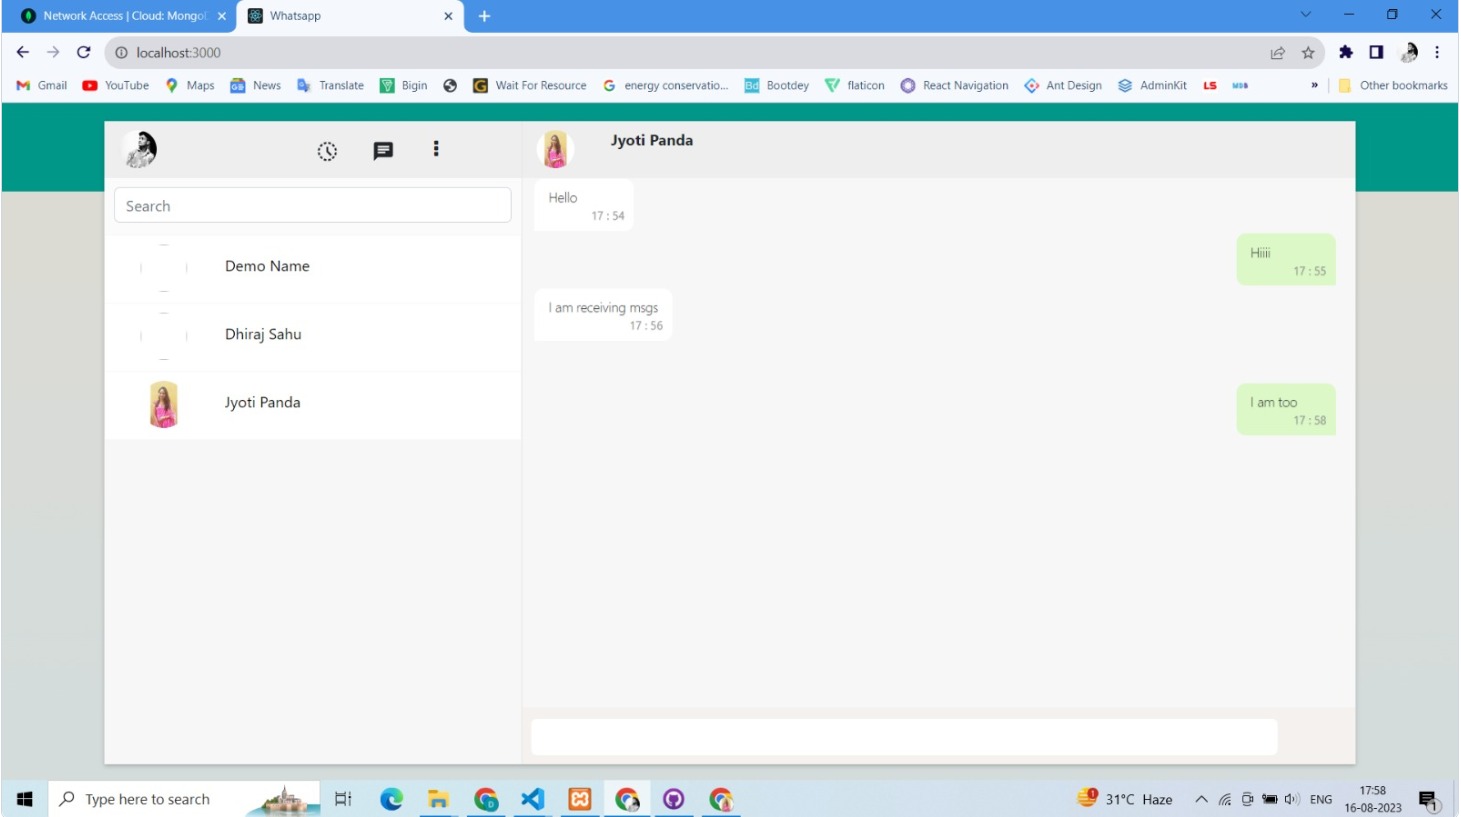 Network Access | Cloud: Mongo
Whatsapp
localhost:3000
Gmail YouTube Maps News Translate Bigin Wait For Resource energy conservatio... Bootdey flaticon React Navigation Ant Design AdminKit LS MDB » Other bookmarks
Search
Demo Name
Dhiraj Sahu
Jyoti Panda
Jyoti Panda
Hello
17 : 54
Hiiii
17 : 55
I am receiving msgs
17 : 56
I am too
17 : 58
Type here to search
31°C Haze
ENG
17:58
16-08-2023
1